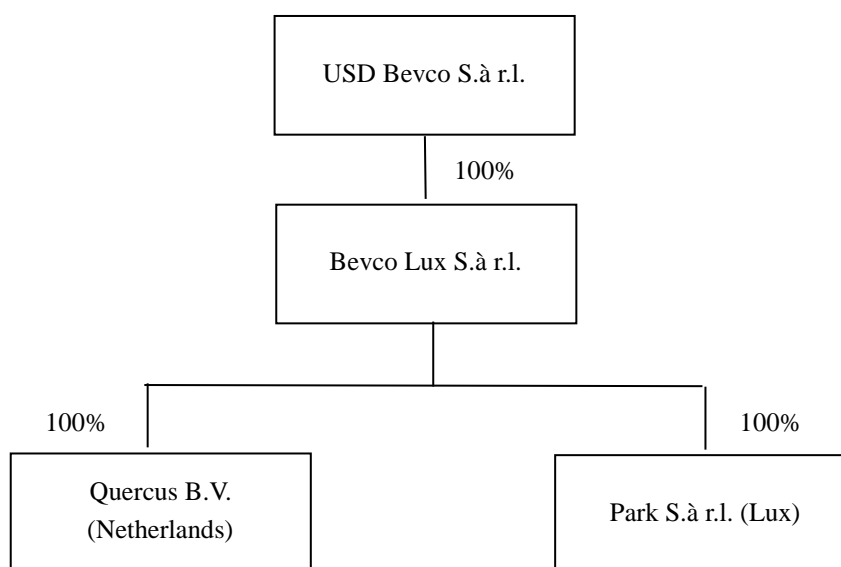 USD Bevco S.à r.l.
100%
Bevco Lux S.à r.l.
100%
100%
Quercus B.V.
(Netherlands)
Park S.à r.l. (Lux)